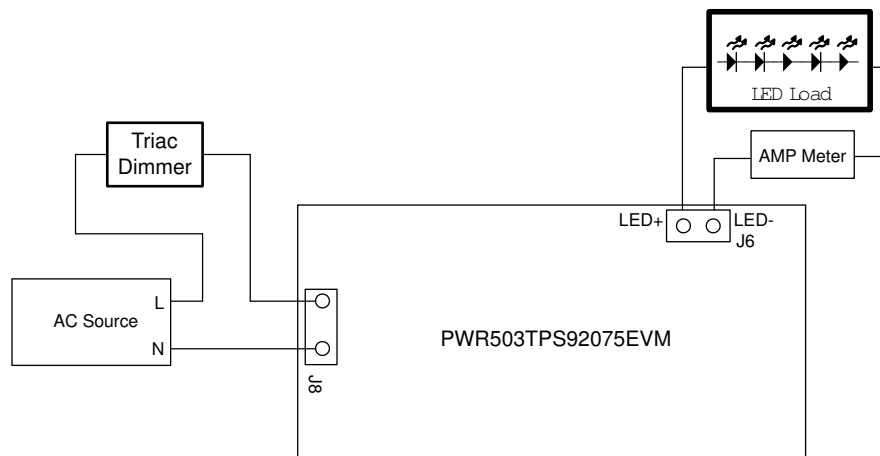 LED Load
Triac
Dimmer
AMP Meter
LED+
LED-
J6
L
AC Source
N
PWR503TPS92075EVM
J8